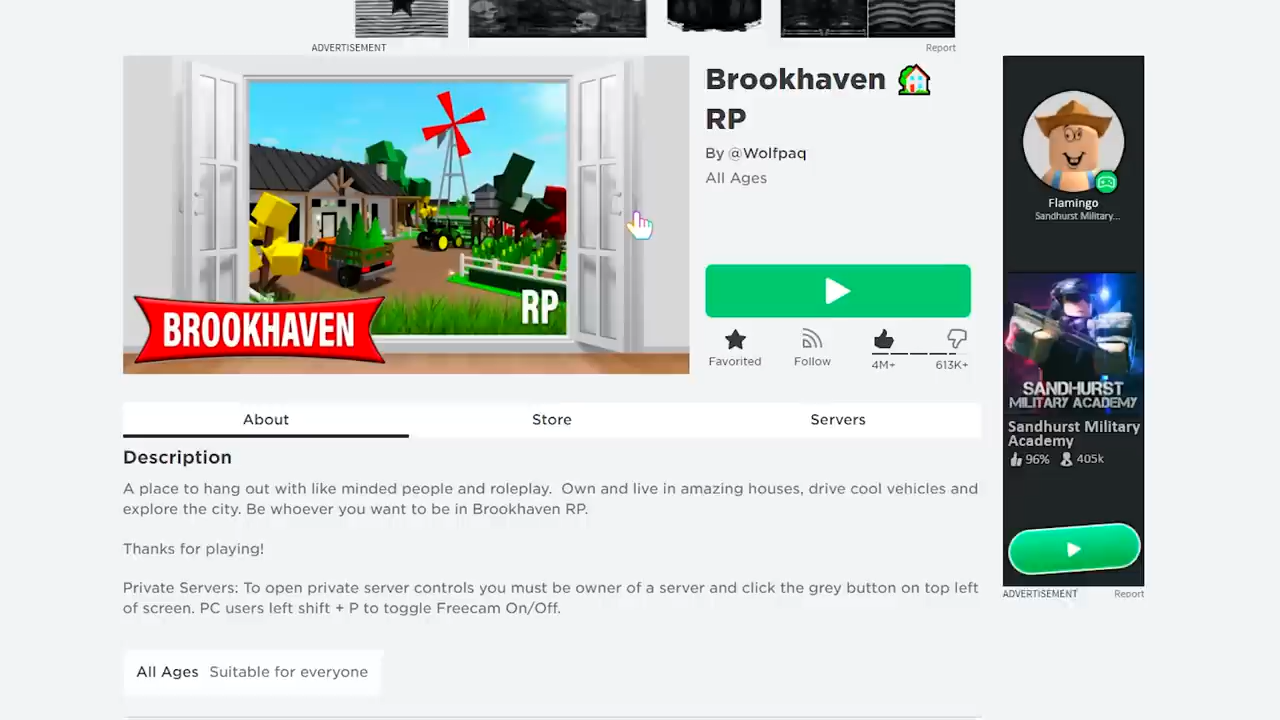 ADVERTISEMENT
Report
BROOKHAVEN
RP
Brookhaven 🏠
RP
By @Wolfpaq
All Ages
Favorited
Follow
4M+
613K+
About
Store
Servers
Description
A place to hang out with like minded people and roleplay.  Own and live in amazing houses, drive cool vehicles and
explore the city. Be whoever you want to be in Brookhaven RP.
Thanks for playing!
Private Servers: To open private server controls you must be owner of a server and click the grey button on top left
of screen. PC users left shift + P to toggle Freecam On/Off.
All Ages Suitable for everyone
Flamingo
Sandhurst Military...
SANDHURST
MILITARY ACADEMY
Sandhurst Military
Academy
96% 405k
ADVERTISEMENT
Report